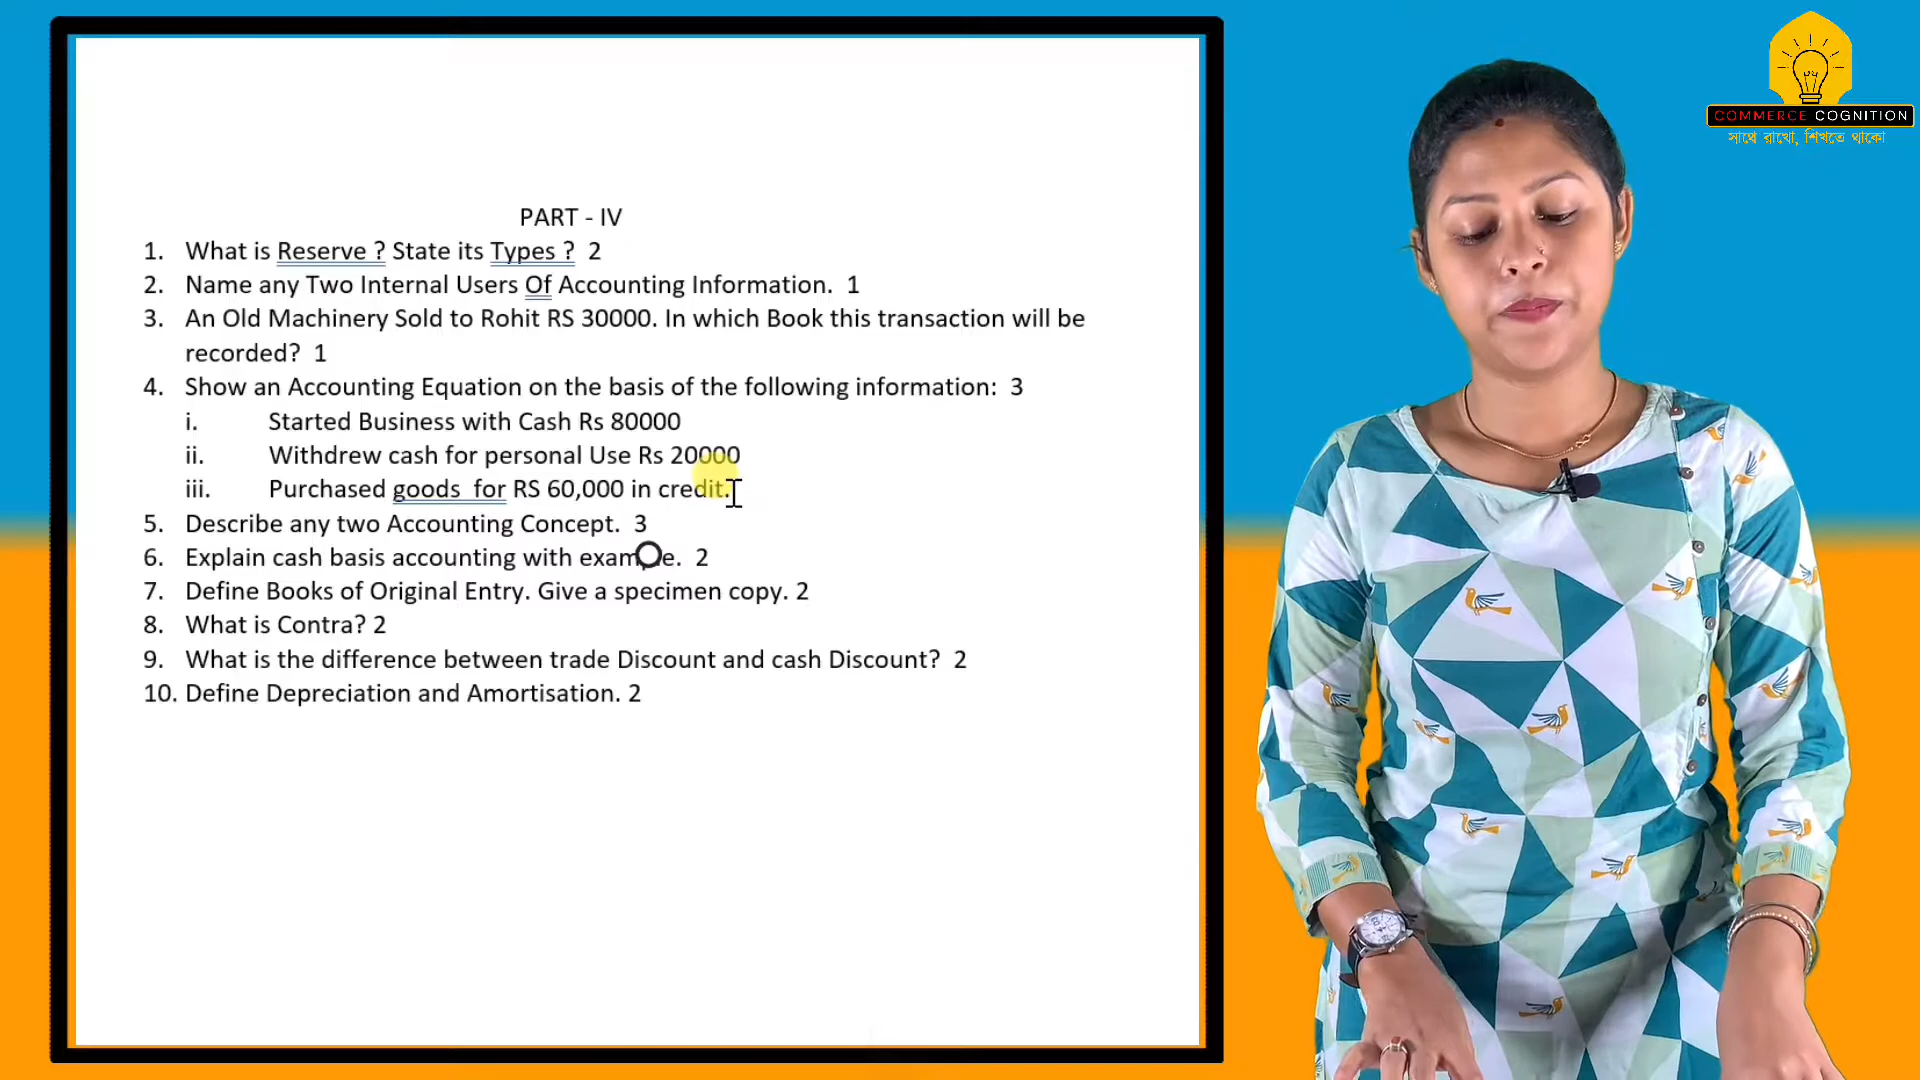 PART - IV
1. What is Reserve ? State its Types ? 2
2. Name any Two Internal Users Of Accounting Information. 1
3. An Old Machinery Sold to Rohit RS 30000. In which Book this transaction will be
recorded? 1
4. Show an Accounting Equation on the basis of the following information: 3
i. Started Business with Cash Rs 80000
ii. Withdrew cash for personal Use Rs 20000
iii. Purchased goods for RS 60,000 in credit.
5. Describe any two Accounting Concept. 3
6. Explain cash basis accounting with example. 2
7. Define Books of Original Entry. Give a specimen copy. 2
8. What is Contra? 2
9. What is the difference between trade Discount and cash Discount? 2
10. Define Depreciation and Amortisation. 2
COMMERCE COGNITION
সাথে রাখো, শিখতে থাকো